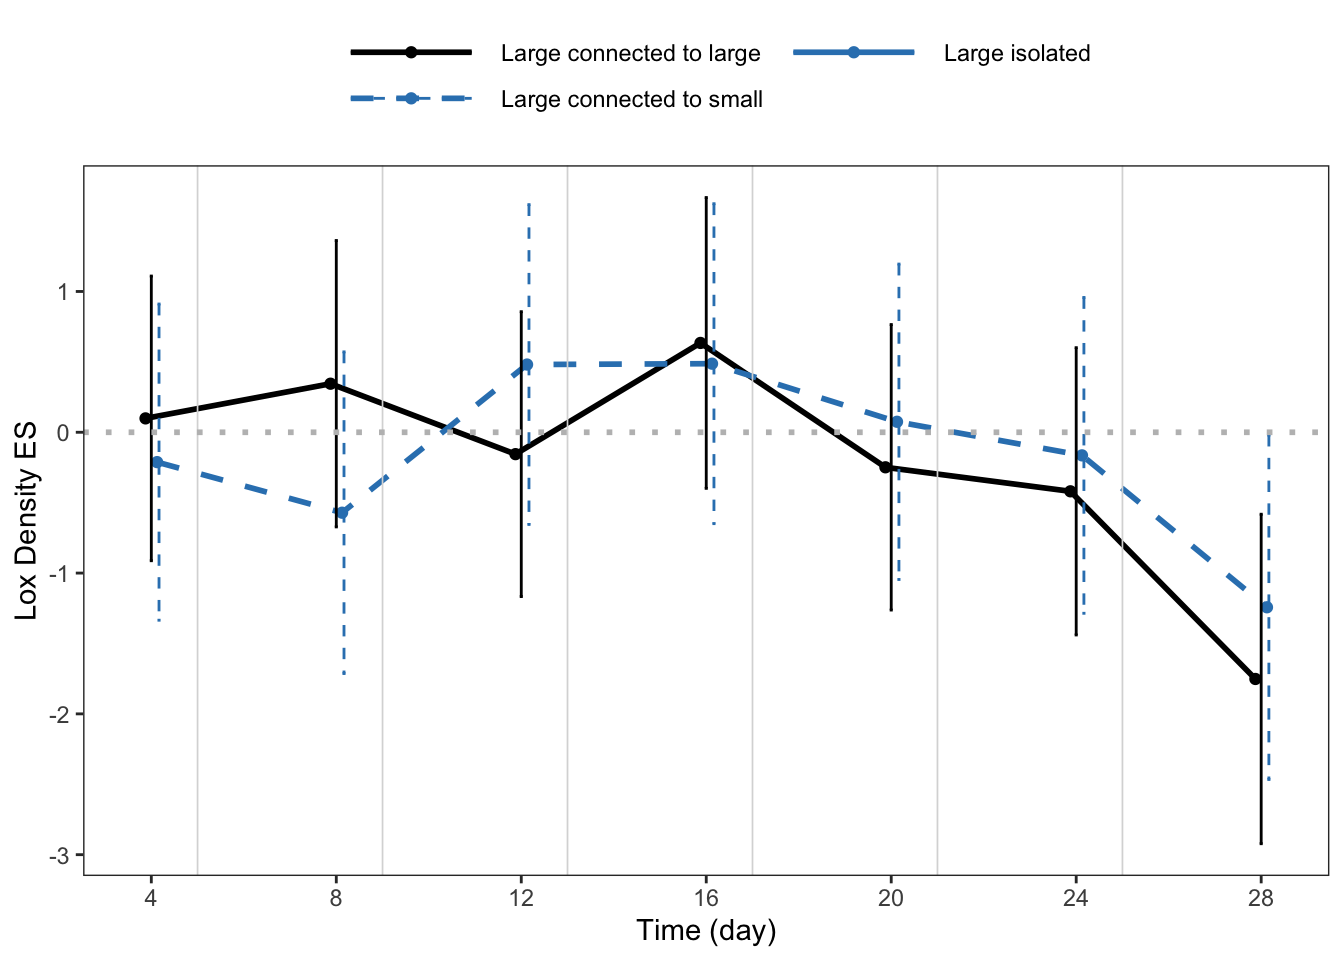 Large connected to large
Large isolated
Large connected to small
Lox Density ES
1
0
-1
-2
-3
4 8 12 16 20 24 28
Time (day)